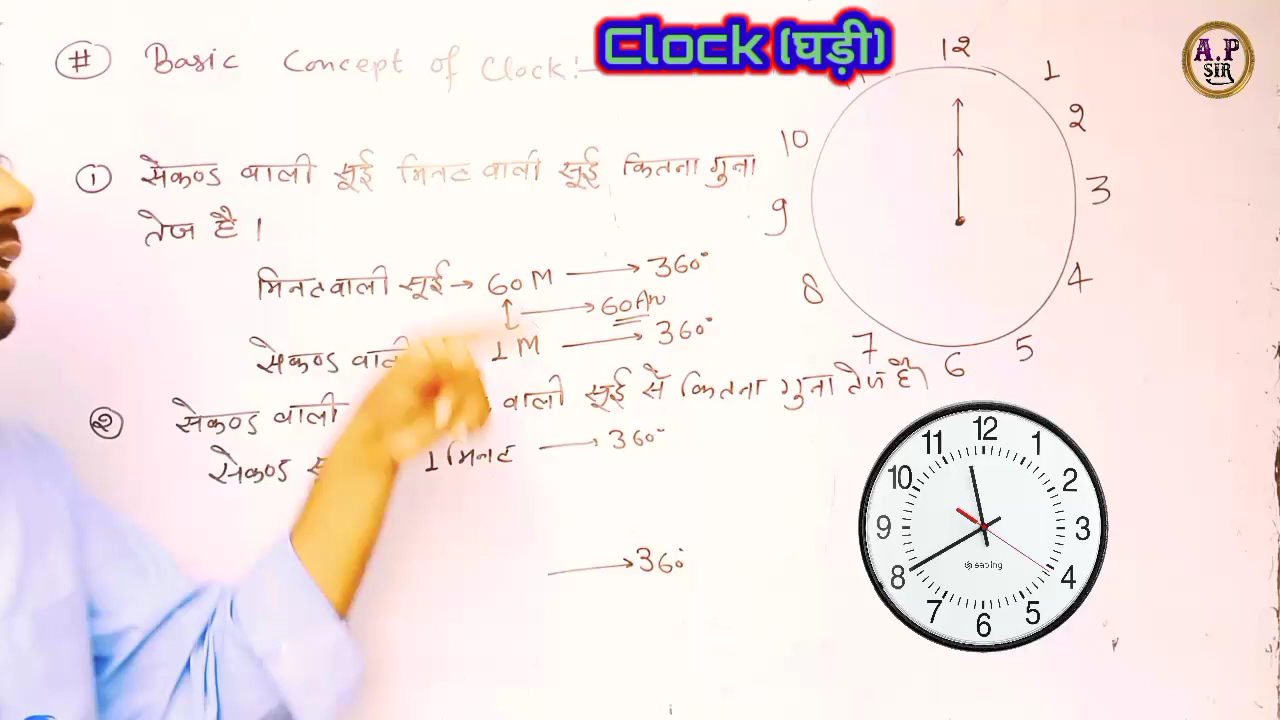 Clock (घड़ी)
A.P
SIR
# Basic Concept of Clock:-
① सेकण्ड वाली सूई मिनट वाली सूई कितना गुना
तेज है।
मिनट वाली सूई → 60 M → 360°
→ 60
सेकण्ड 1 M → 360°
② सेकण्ड वाली वाली सूई से कितना गुना तेज है।
सेकण्ड 1 मिनट → 360°
→ 360
12
1
2
3
4
5
6
7
8
9
10
12
1
2
3
4
5
6
7
8
9
10
11